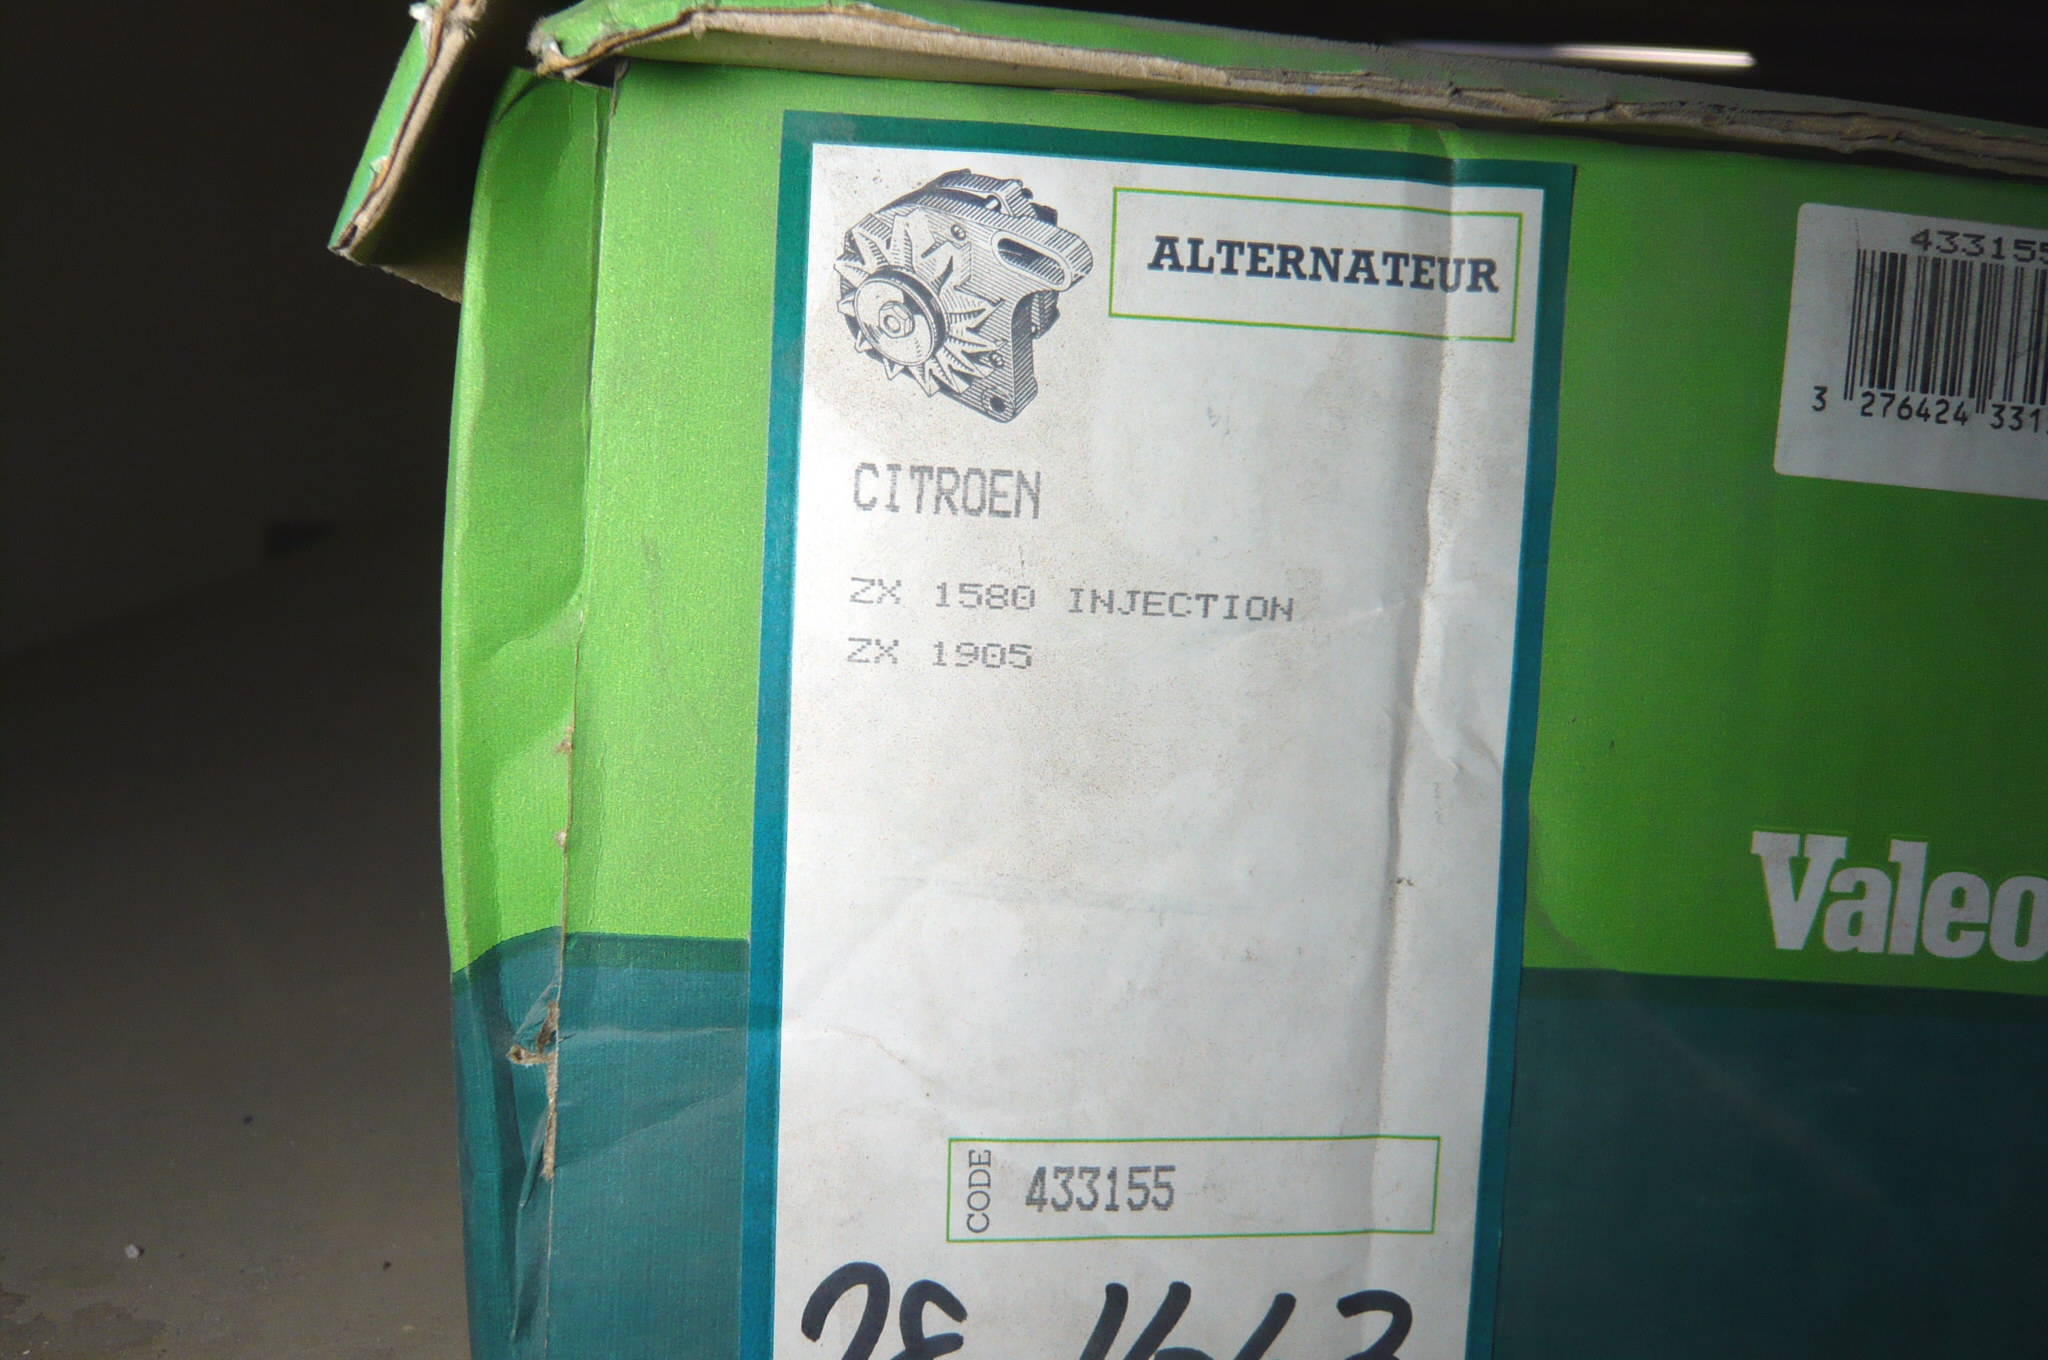 ALTERNATEUR
CITROEN
ZX 1580 INJECTION
ZX 1905
CODE 433155
433155
3 276424 331
Valeo